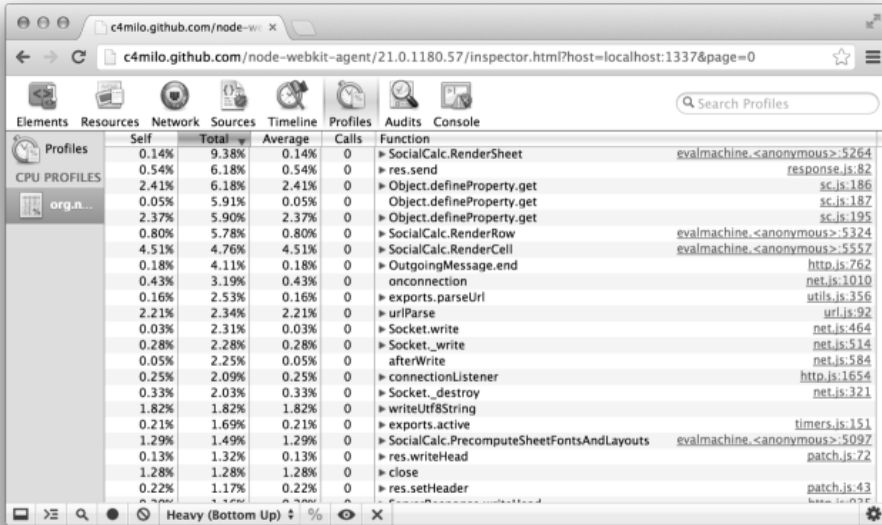 c4milo.github.com/node-we
c4milo.github.com/node-webkit-agent/21.0.1180.57/inspector.html?host=localhost:1337&page=0
Elements Resources Network Sources Timeline Profiles Audits Console Search Profiles
Profiles
CPU PROFILES
org.n...
Self Total Average Calls Function
0.14% 9.38% 0.14% 0 SocialCalc.RenderSheet evalmachine.<anonymous>:5264
0.54% 6.18% 0.54% 0 res.send response.js:82
2.41% 6.18% 2.41% 0 Object.defineProperty.get sc.js:186
0.05% 5.91% 0.05% 0 Object.defineProperty.get sc.js:187
2.37% 5.90% 2.37% 0 Object.defineProperty.get sc.js:195
0.80% 5.78% 0.80% 0 SocialCalc.RenderRow evalmachine.<anonymous>:5324
4.51% 4.76% 4.51% 0 SocialCalc.RenderCell evalmachine.<anonymous>:5557
0.18% 4.11% 0.18% 0 OutgoingMessage.end http.js:762
0.43% 3.19% 0.43% 0 onconnection net.js:1010
0.16% 2.53% 0.16% 0 exports.parseUrl utils.js:356
2.21% 2.34% 2.21% 0 urlParse url.js:92
0.03% 2.31% 0.03% 0 Socket.write net.js:464
0.28% 2.28% 0.28% 0 Socket._write net.js:514
0.05% 2.25% 0.05% 0 afterWrite net.js:584
0.25% 2.09% 0.25% 0 connectionListener http.js:1654
0.33% 2.03% 0.33% 0 Socket._destroy net.js:321
1.82% 1.82% 1.82% 0 writeUtf8String
0.21% 1.69% 0.21% 0 exports.active timers.js:151
1.29% 1.49% 1.29% 0 SocialCalc.PrecomputeSheetFontsAndLayouts evalmachine.<anonymous>:5097
0.13% 1.32% 0.13% 0 res.writeHead patch.js:72
1.28% 1.28% 1.28% 0 close
0.22% 1.17% 0.22% 0 res.setHeader patch.js:43
Heavy (Bottom Up) %